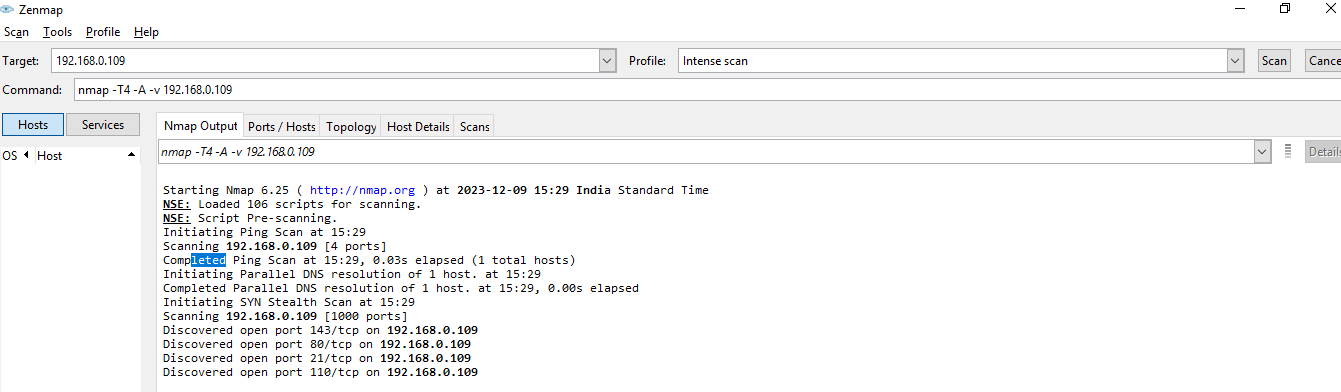 Zenmap
Scan Tools Profile Help
Target: 192.168.0.109 Profile: Intense scan Scan Cance
Command: nmap -T4 -A -v 192.168.0.109
Hosts Services Nmap Output Ports / Hosts Topology Host Details Scans
OS Host nmap -T4 -A -v 192.168.0.109 Details
Starting Nmap 6.25 ( http://nmap.org ) at 2023-12-09 15:29 India Standard Time
NSE: Loaded 106 scripts for scanning.
NSE: Script Pre-scanning.
Initiating Ping Scan at 15:29
Scanning 192.168.0.109 [4 ports]
Completed Ping Scan at 15:29, 0.03s elapsed (1 total hosts)
Initiating Parallel DNS resolution of 1 host. at 15:29
Completed Parallel DNS resolution of 1 host. at 15:29, 0.00s elapsed
Initiating SYN Stealth Scan at 15:29
Scanning 192.168.0.109 [1000 ports]
Discovered open port 143/tcp on 192.168.0.109
Discovered open port 80/tcp on 192.168.0.109
Discovered open port 21/tcp on 192.168.0.109
Discovered open port 110/tcp on 192.168.0.109